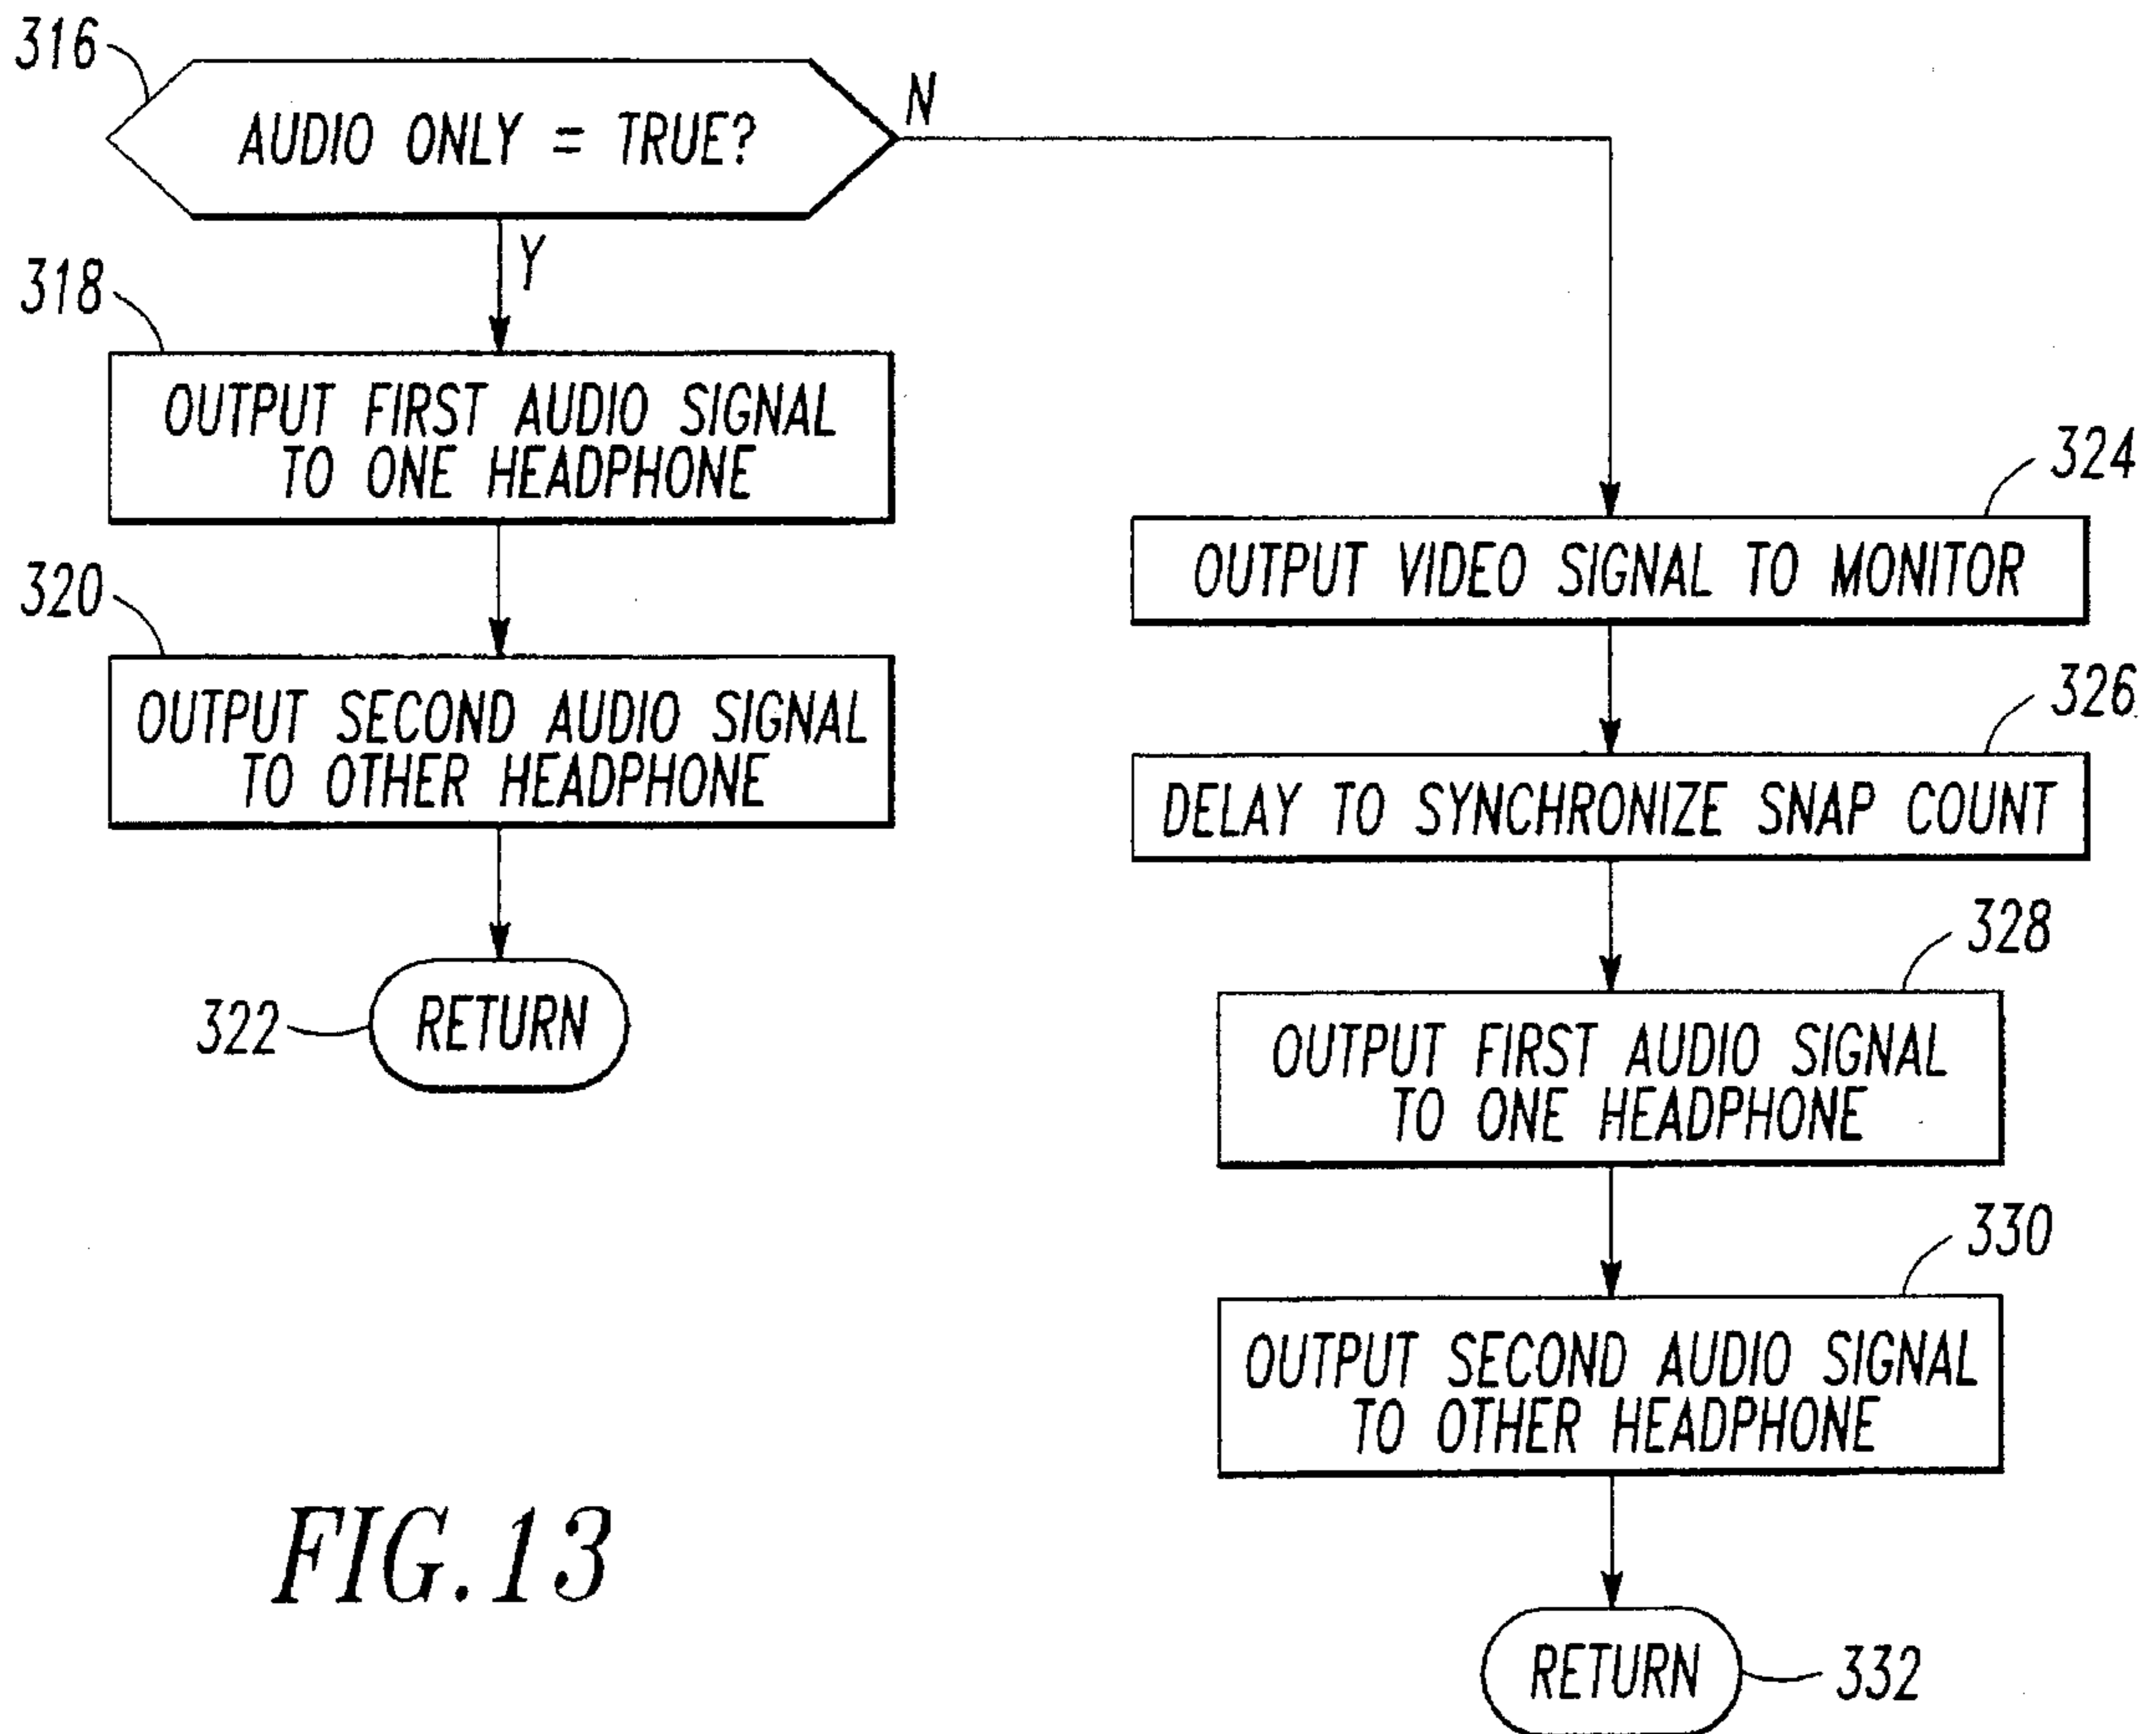 316
AUDIO ONLY = TRUE?
N
Y
318
OUTPUT FIRST AUDIO SIGNAL
TO ONE HEADPHONE
320
OUTPUT SECOND AUDIO SIGNAL
TO OTHER HEADPHONE
322
RETURN
324
OUTPUT VIDEO SIGNAL TO MONITOR
326
DELAY TO SYNCHRONIZE SNAP COUNT
328
OUTPUT FIRST AUDIO SIGNAL
TO ONE HEADPHONE
330
OUTPUT SECOND AUDIO SIGNAL
TO OTHER HEADPHONE
RETURN
332
FIG.13